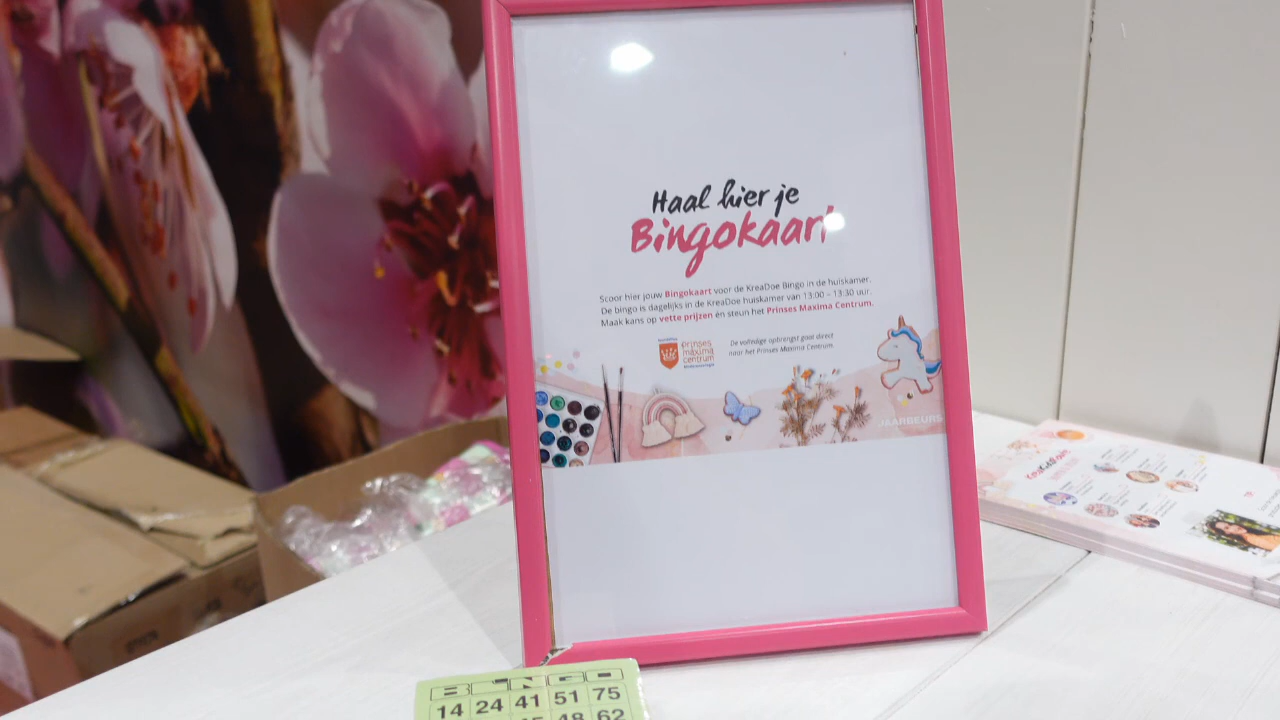 Haal hier je
Bingokaart
Scoor hier jouw Bingokaart voor de KreaDoe Bingo in de huiskamer.
De bingo is dagelijks in de KreaDoe huiskamer van 13:00 – 13:30 uur.
Maak kans op vette prijzen én steun het Prinses Maxima Centrum.
prinses
máxima
centrum
De volledige opbrengst gaat direct
naar het Prinses Maxima Centrum.
JAARBEURS
BINGO
14 24 41 51 75
48 62